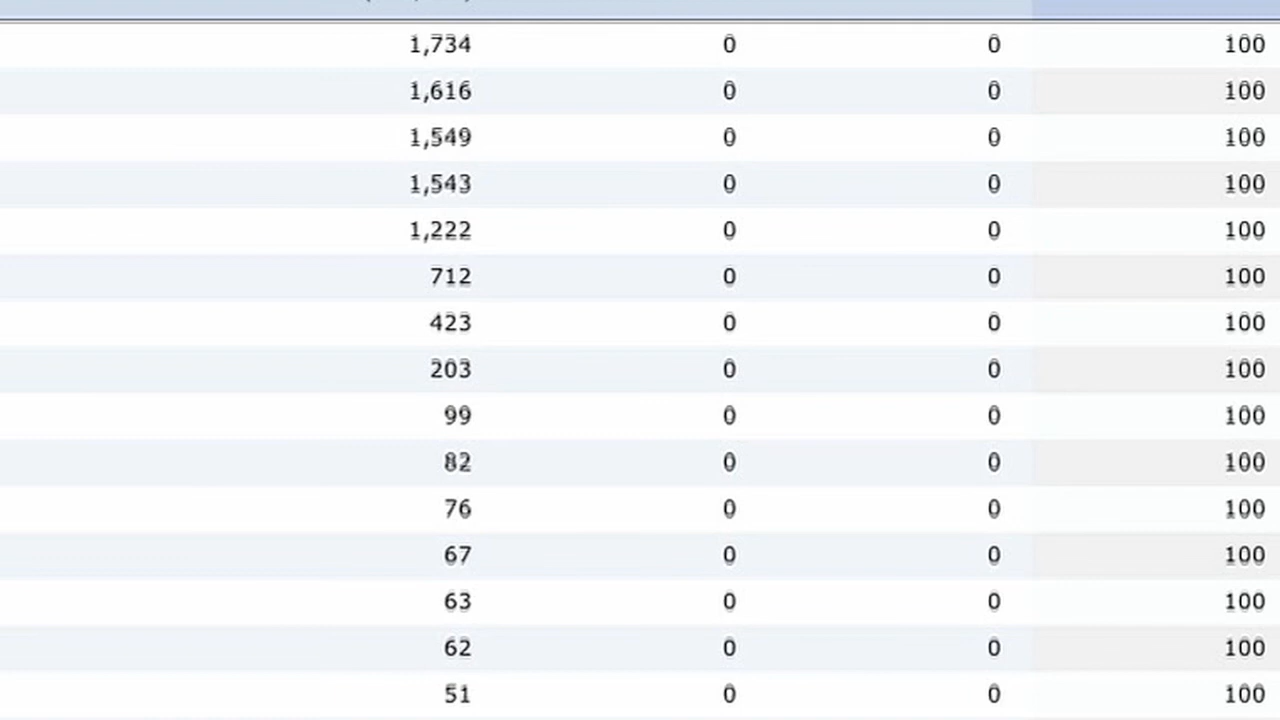 1,734 0 0 100
1,616 0 0 100
1,549 0 0 100
1,543 0 0 100
1,222 0 0 100
712 0 0 100
423 0 0 100
203 0 0 100
99 0 0 100
82 0 0 100
76 0 0 100
67 0 0 100
63 0 0 100
62 0 0 100
51 0 0 100